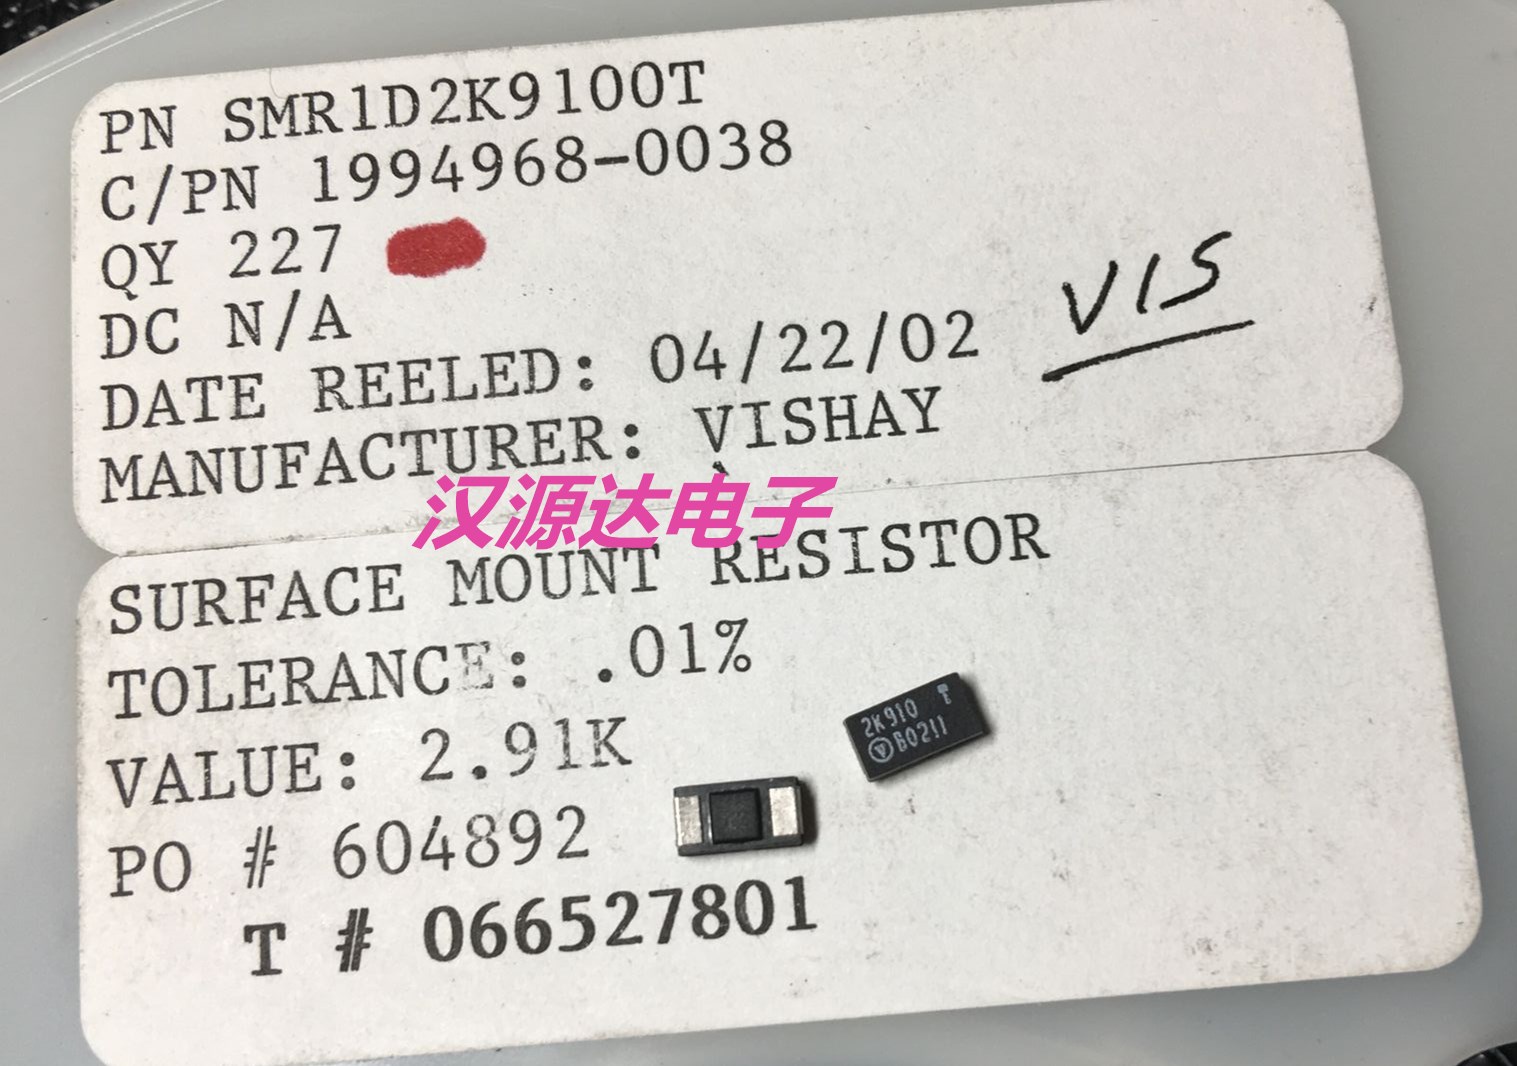 PN SMR1D2K9100T
C/PN 1994968-0038
QY 227
DC N/A
DATE REELED: 04/22/02
VIS
MANUFACTURER: VISHAY
汉源达电子
SURFACE MOUNT RESISTOR
TOLERANCE: .01%
VALUE: 2.91K
2K910 T
V B0211
PO # 604892
T # 066527801